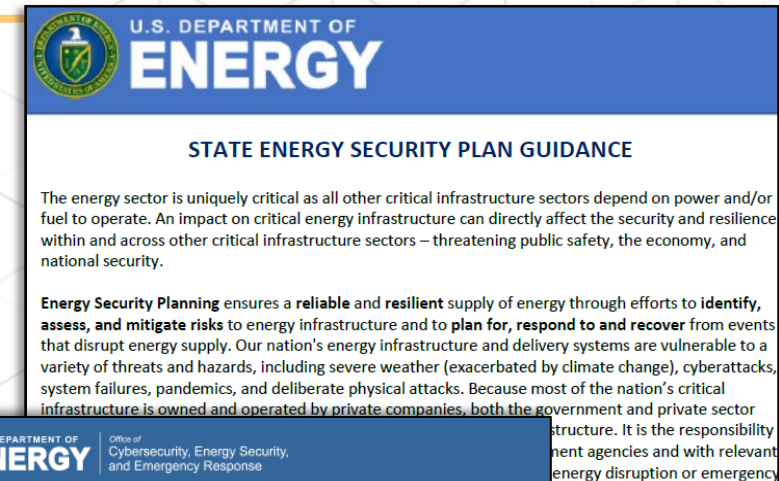 U.S. DEPARTMENT OF
ENERGY
STATE ENERGY SECURITY PLAN GUIDANCE
The energy sector is uniquely critical as all other critical infrastructure sectors depend on power and/or
fuel to operate. An impact on critical energy infrastructure can directly affect the security and resilience
within and across other critical infrastructure sectors – threatening public safety, the economy, and
national security.
Energy Security Planning ensures a reliable and resilient supply of energy through efforts to identify,
assess, and mitigate risks to energy infrastructure and to plan for, respond to and recover from events
that disrupt energy supply. Our nation's energy infrastructure and delivery systems are vulnerable to a
variety of threats and hazards, including severe weather (exacerbated by climate change), cyberattacks,
system failures, pandemics, and deliberate physical attacks. Because most of the nation's critical
infrastructure is owned and operated by private companies, both the government and private sector
structure. It is the responsibility
ment agencies and with relevant
energy disruption or emergency
EPARTMENT OF
NERGY
Office of
Cybersecurity, Energy Security,
and Emergency Response